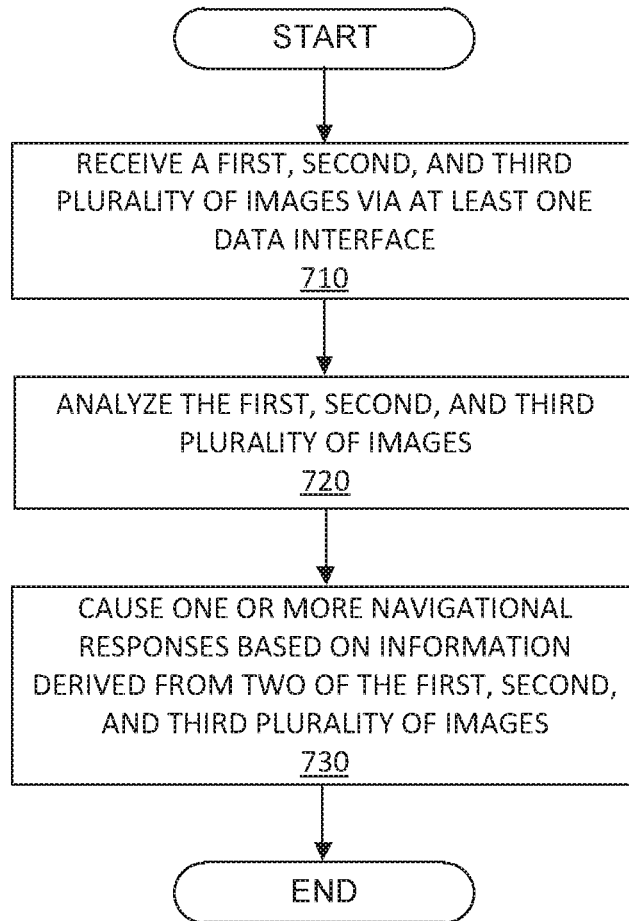 START
RECEIVE A FIRST, SECOND, AND THIRD
PLURALITY OF IMAGES VIA AT LEAST ONE
DATA INTERFACE
710
ANALYZE THE FIRST, SECOND, AND THIRD
PLURALITY OF IMAGES
720
CAUSE ONE OR MORE NAVIGATIONAL
RESPONSES BASED ON INFORMATION
DERIVED FROM TWO OF THE FIRST, SECOND,
AND THIRD PLURALITY OF IMAGES
730
END